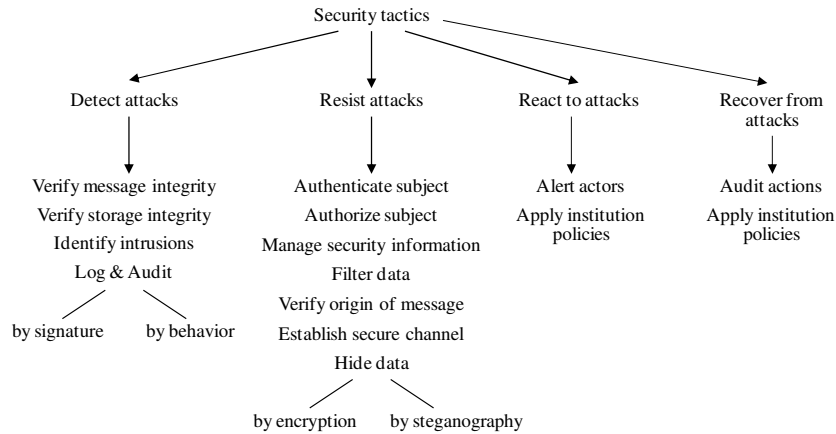 Security tactics
Detect attacks
Resist attacks
React to attacks
Recover from
attacks
Verify message integrity
Verify storage integrity
Identify intrusions
Log & Audit
by signature
by behavior
Authenticate subject
Authorize subject
Manage security information
Filter data
Verify origin of message
Establish secure channel
Hide data
by encryption
by steganography
Alert actors
Apply institution
policies
Audit actions
Apply institution
policies